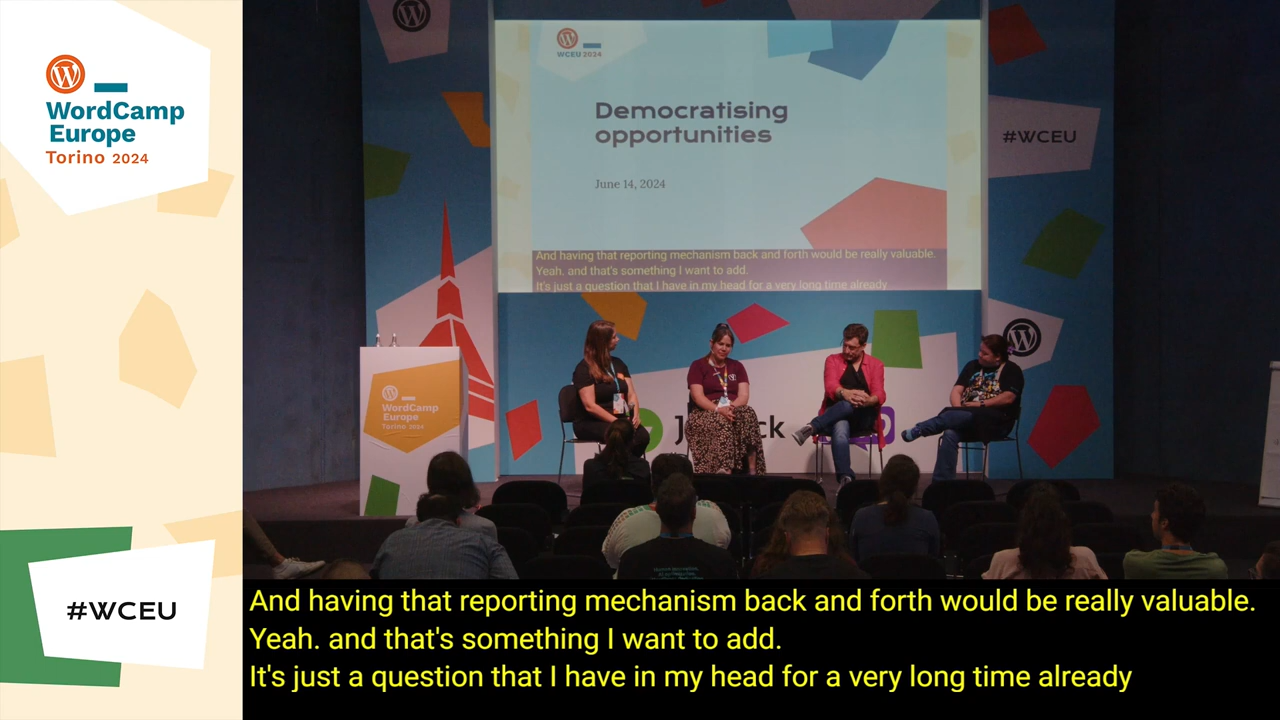 WordCamp
Europe
Torino 2024
#WCEU
WCEU 2024
Democratising
opportunities
June 14, 2024
And having that reporting mechanism back and forth would be really valuable.
Yeah. and that's something I want to add.
It's just a question that I have in my head for a very long time already
#WCEU
WordCamp
Europe
Torino 2024
And having that reporting mechanism back and forth would be really valuable.
Yeah. and that's something I want to add.
It's just a question that I have in my head for a very long time already